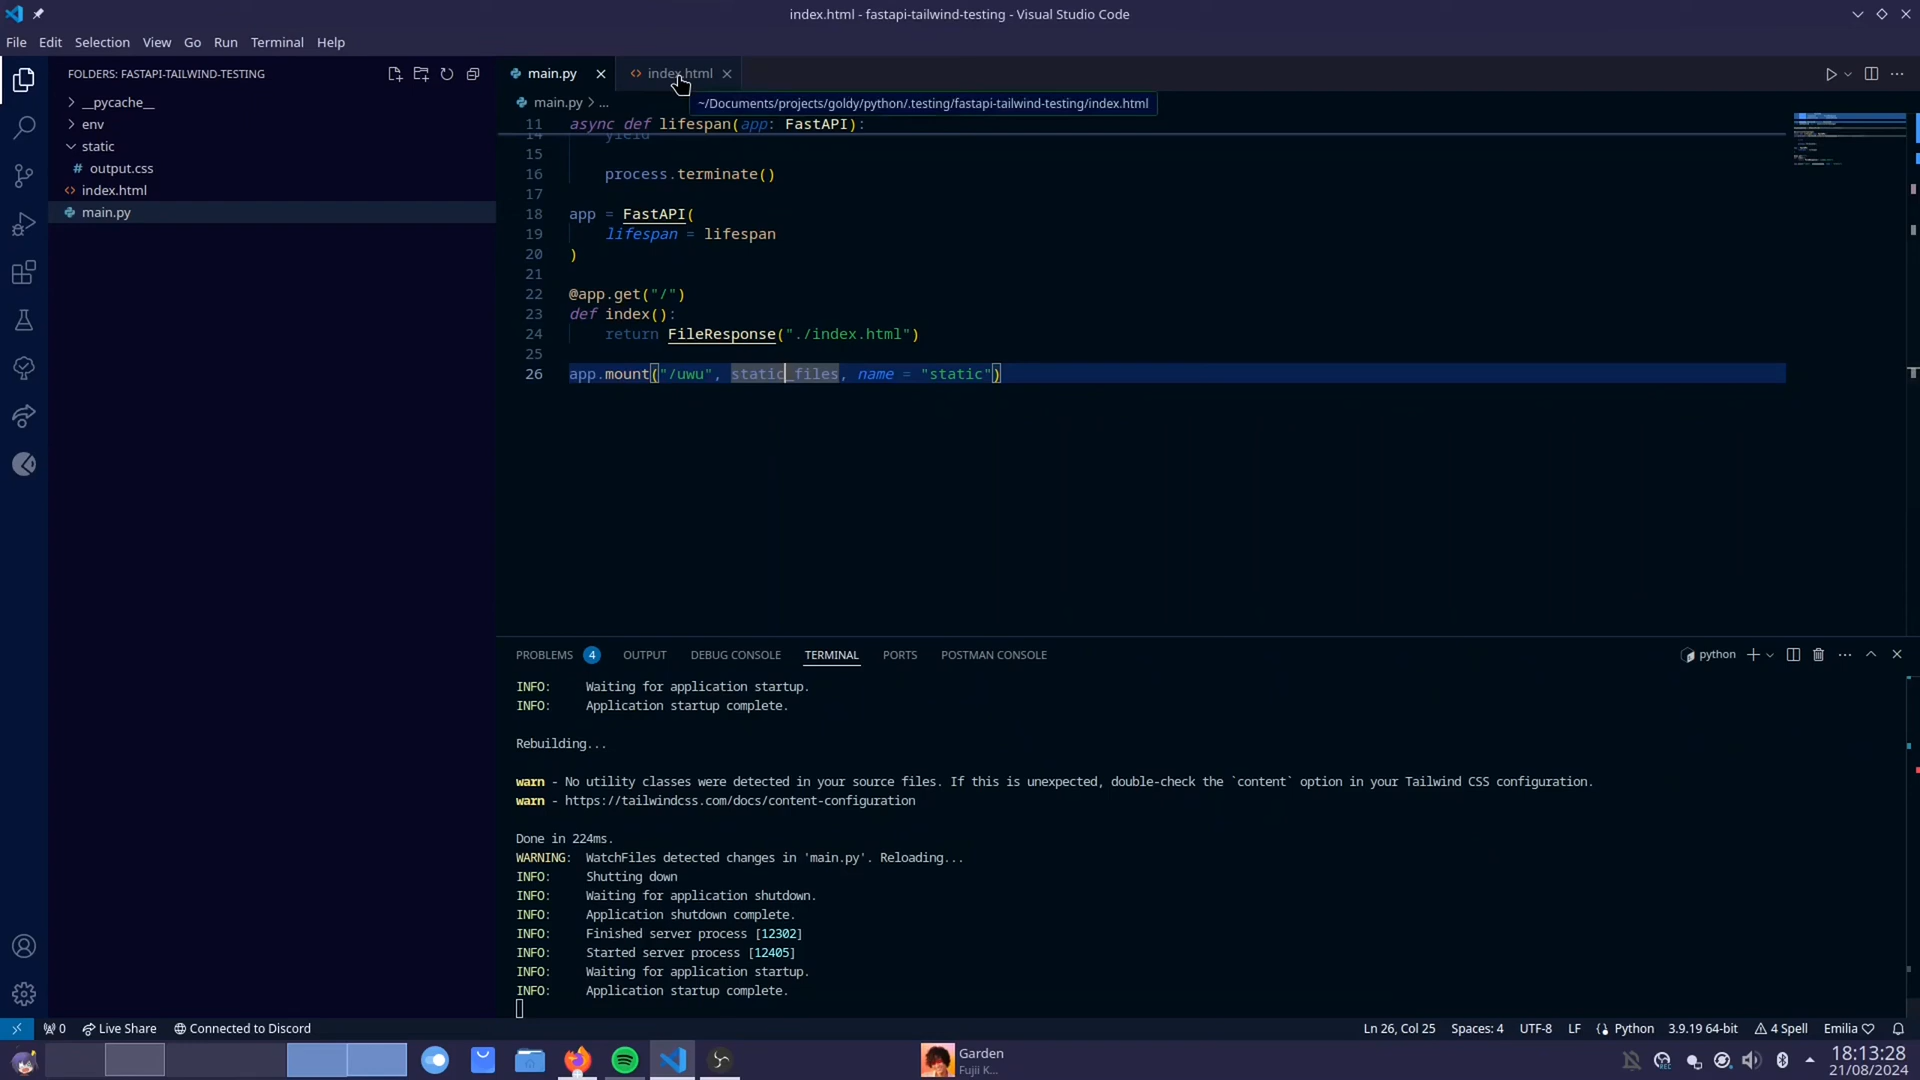 index.html - fastapi-tailwind-testing - Visual Studio Code
File Edit Selection View Go Run Terminal Help
FOLDERS: FASTAPI-TAILWIND-TESTING
__pycache__
env
static
# output.css
<> index.html
main.py
main.py
<> index.html
main.py > ...
~/Documents/projects/goldy/python/.testing/fastapi-tailwind-testing/index.html
11 async def lifespan(app: FastAPI):
14 yield
15
16 process.terminate()
17
18 app = FastAPI(
19 lifespan = lifespan
20 )
21
22 @app.get("/")
23 def index():
24 return FileResponse("./index.html")
25
26 app.mount("/uwu", static_files, name = "static")
PROBLEMS 4 OUTPUT DEBUG CONSOLE TERMINAL PORTS POSTMAN CONSOLE
python
INFO: Waiting for application startup.
INFO: Application startup complete.
Rebuilding...
warn - No utility classes were detected in your source files. If this is unexpected, double-check the `content` option in your Tailwind CSS configuration.
warn - https://tailwindcss.com/docs/content-configuration
Done in 224ms.
WARNING: WatchFiles detected changes in 'main.py'. Reloading...
INFO: Shutting down
INFO: Waiting for application shutdown.
INFO: Application shutdown complete.
INFO: Finished server process [12302]
INFO: Started server process [12405]
INFO: Waiting for application startup.
INFO: Application startup complete.
0 Live Share Connected to Discord
Ln 26, Col 25 Spaces: 4 UTF-8 LF Python 3.9.19 64-bit 4 Spell Emilia
Garden
Fujii K...
REC
18:13:28
21/08/2024